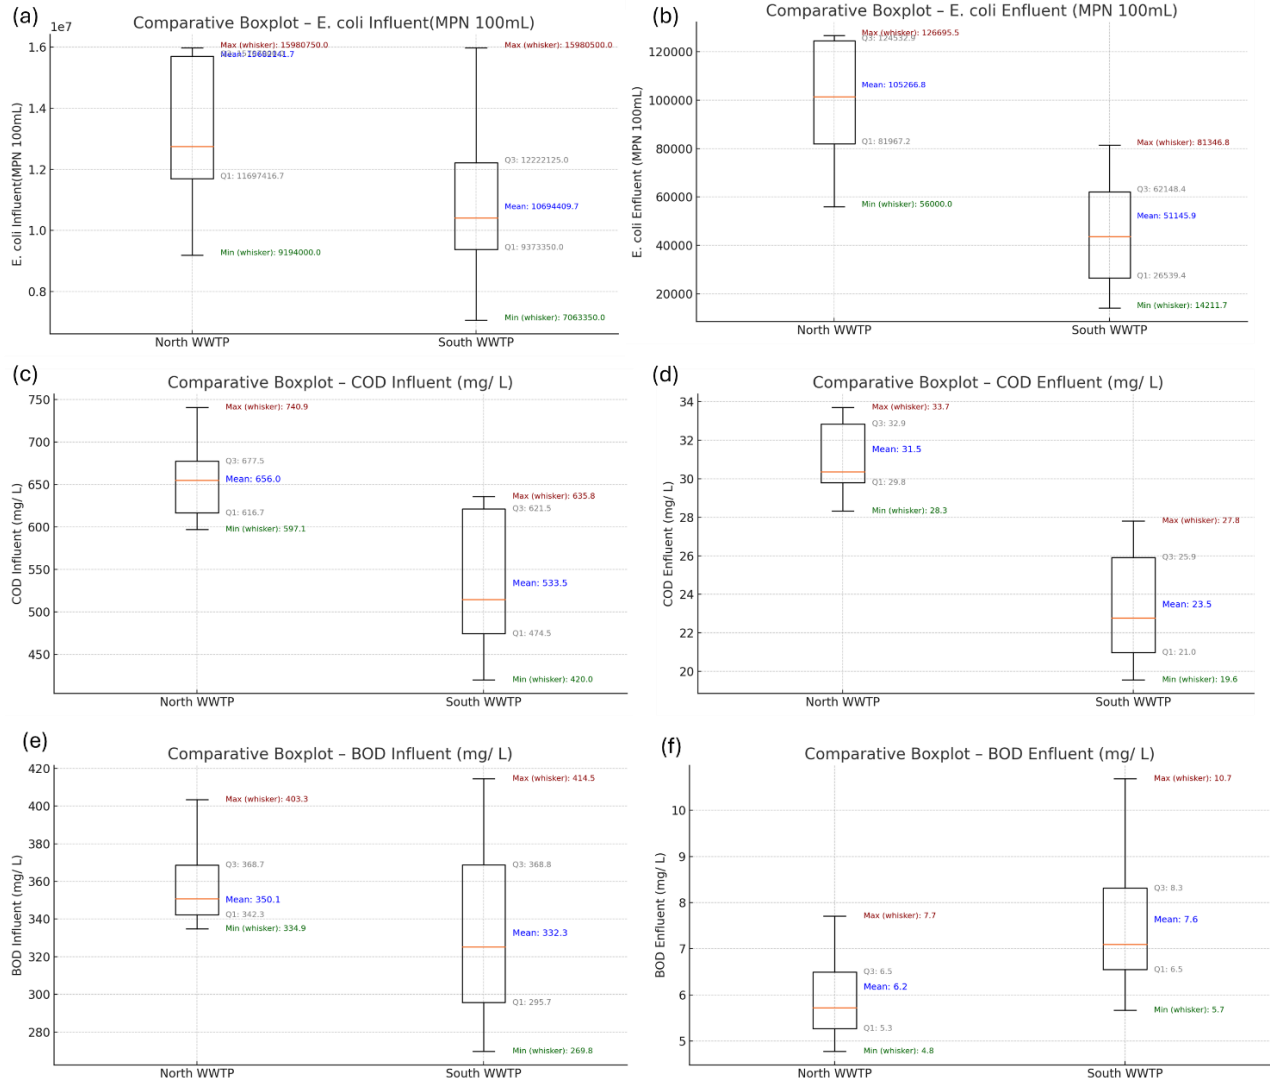 (a)
Comparative Boxplot – E. coli Influent(MPN 100mL)
1e7
E. coli Influent(MPN 100mL)
1.6
1.4
1.2
1.0
0.8
Max (whisker): 15980750.0
Min (whisker): 9194000.0
Q1: 11697416.7
Max (whisker): 15980500.0
Q3: 12222125.0
Mean: 10694409.7
Q1: 9373350.0
Min (whisker): 7063350.0
North WWTP
South WWTP
(b)
Comparative Boxplot – E. coli Enfluent (MPN 100mL)
E. coli Enfluent (MPN 100mL)
120000
100000
80000
60000
40000
20000
Max (whisker): 126695.5
Q3: 124532.9
Mean: 105266.8
Q1: 81967.2
Min (whisker): 56000.0
Max (whisker): 81346.8
Q3: 62148.4
Mean: 51145.9
Q1: 26539.4
Min (whisker): 14211.7
North WWTP
South WWTP
(c)
Comparative Boxplot – COD Influent (mg/ L)
COD Influent (mg/ L)
750
700
650
600
550
500
450
Max (whisker): 740.9
Q3: 677.5
Mean: 656.0
Q1: 616.7
Min (whisker): 597.1
Max (whisker): 635.8
Q3: 621.5
Mean: 533.5
Q1: 474.5
Min (whisker): 420.0
North WWTP
South WWTP
(d)
Comparative Boxplot – COD Enfluent (mg/ L)
COD Enfluent (mg/ L)
34
32
30
28
26
24
22
20
Max (whisker): 33.7
Q3: 32.9
Mean: 31.5
Q1: 29.8
Min (whisker): 28.3
Max (whisker): 27.8
Q3: 25.9
Mean: 23.5
Q1: 21.0
Min (whisker): 19.6
North WWTP
South WWTP
(e)
Comparative Boxplot – BOD Influent (mg/ L)
BOD Influent (mg/ L)
420
400
380
360
340
320
300
280
Max (whisker): 403.3
Q3: 368.7
Mean: 350.1
Q1: 342.3
Min (whisker): 334.9
Max (whisker): 414.5
Q3: 368.8
Mean: 332.3
Q1: 295.7
Min (whisker): 269.8
North WWTP
South WWTP
(f)
Comparative Boxplot – BOD Enfluent (mg/ L)
BOD Enfluent (mg/ L)
10
9
8
7
6
5
Max (whisker): 7.7
Q3: 6.5
Mean: 6.2
Q1: 5.3
Min (whisker): 4.8
Max (whisker): 10.7
Q3: 8.3
Mean: 7.6
Q1: 6.5
Min (whisker): 5.7
North WWTP
South WWTP